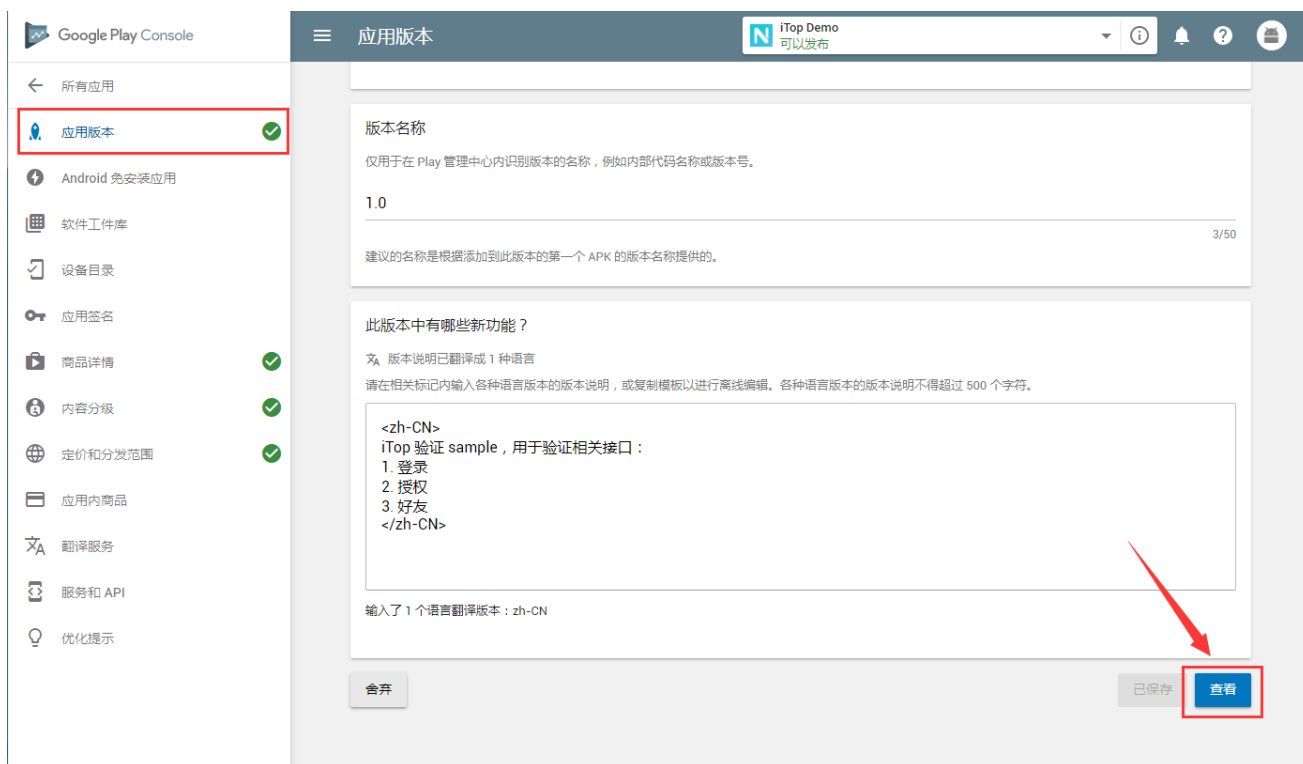 Google Play Console
所有应用
应用版本
Android 免安装应用
软件工件库
设备目录
应用签名
商品详情
内容分级
定价和分发范围
应用内商品
翻译服务
服务和 API
优化提示
应用版本
iTop Demo
可以发布
版本名称
仅用于在 Play 管理中心内识别版本的名称，例如内部代码名称或版本号。
1.0
3/50
建议的名称是根据添加到此版本的第一个 APK 的版本名称提供的。
此版本中有哪些新功能？
版本说明已翻译成 1 种语言
请在相关标记内输入各种语言版本的版本说明，或复制模板以进行离线编辑。各种语言版本的版本说明不得超过 500 个字符。
<zh-CN>
iTop 验证 sample，用于验证相关接口：
1. 登录
2. 授权
3. 好友
</zh-CN>
输入了 1 个语言翻译版本：zh-CN
舍弃
已保存
查看